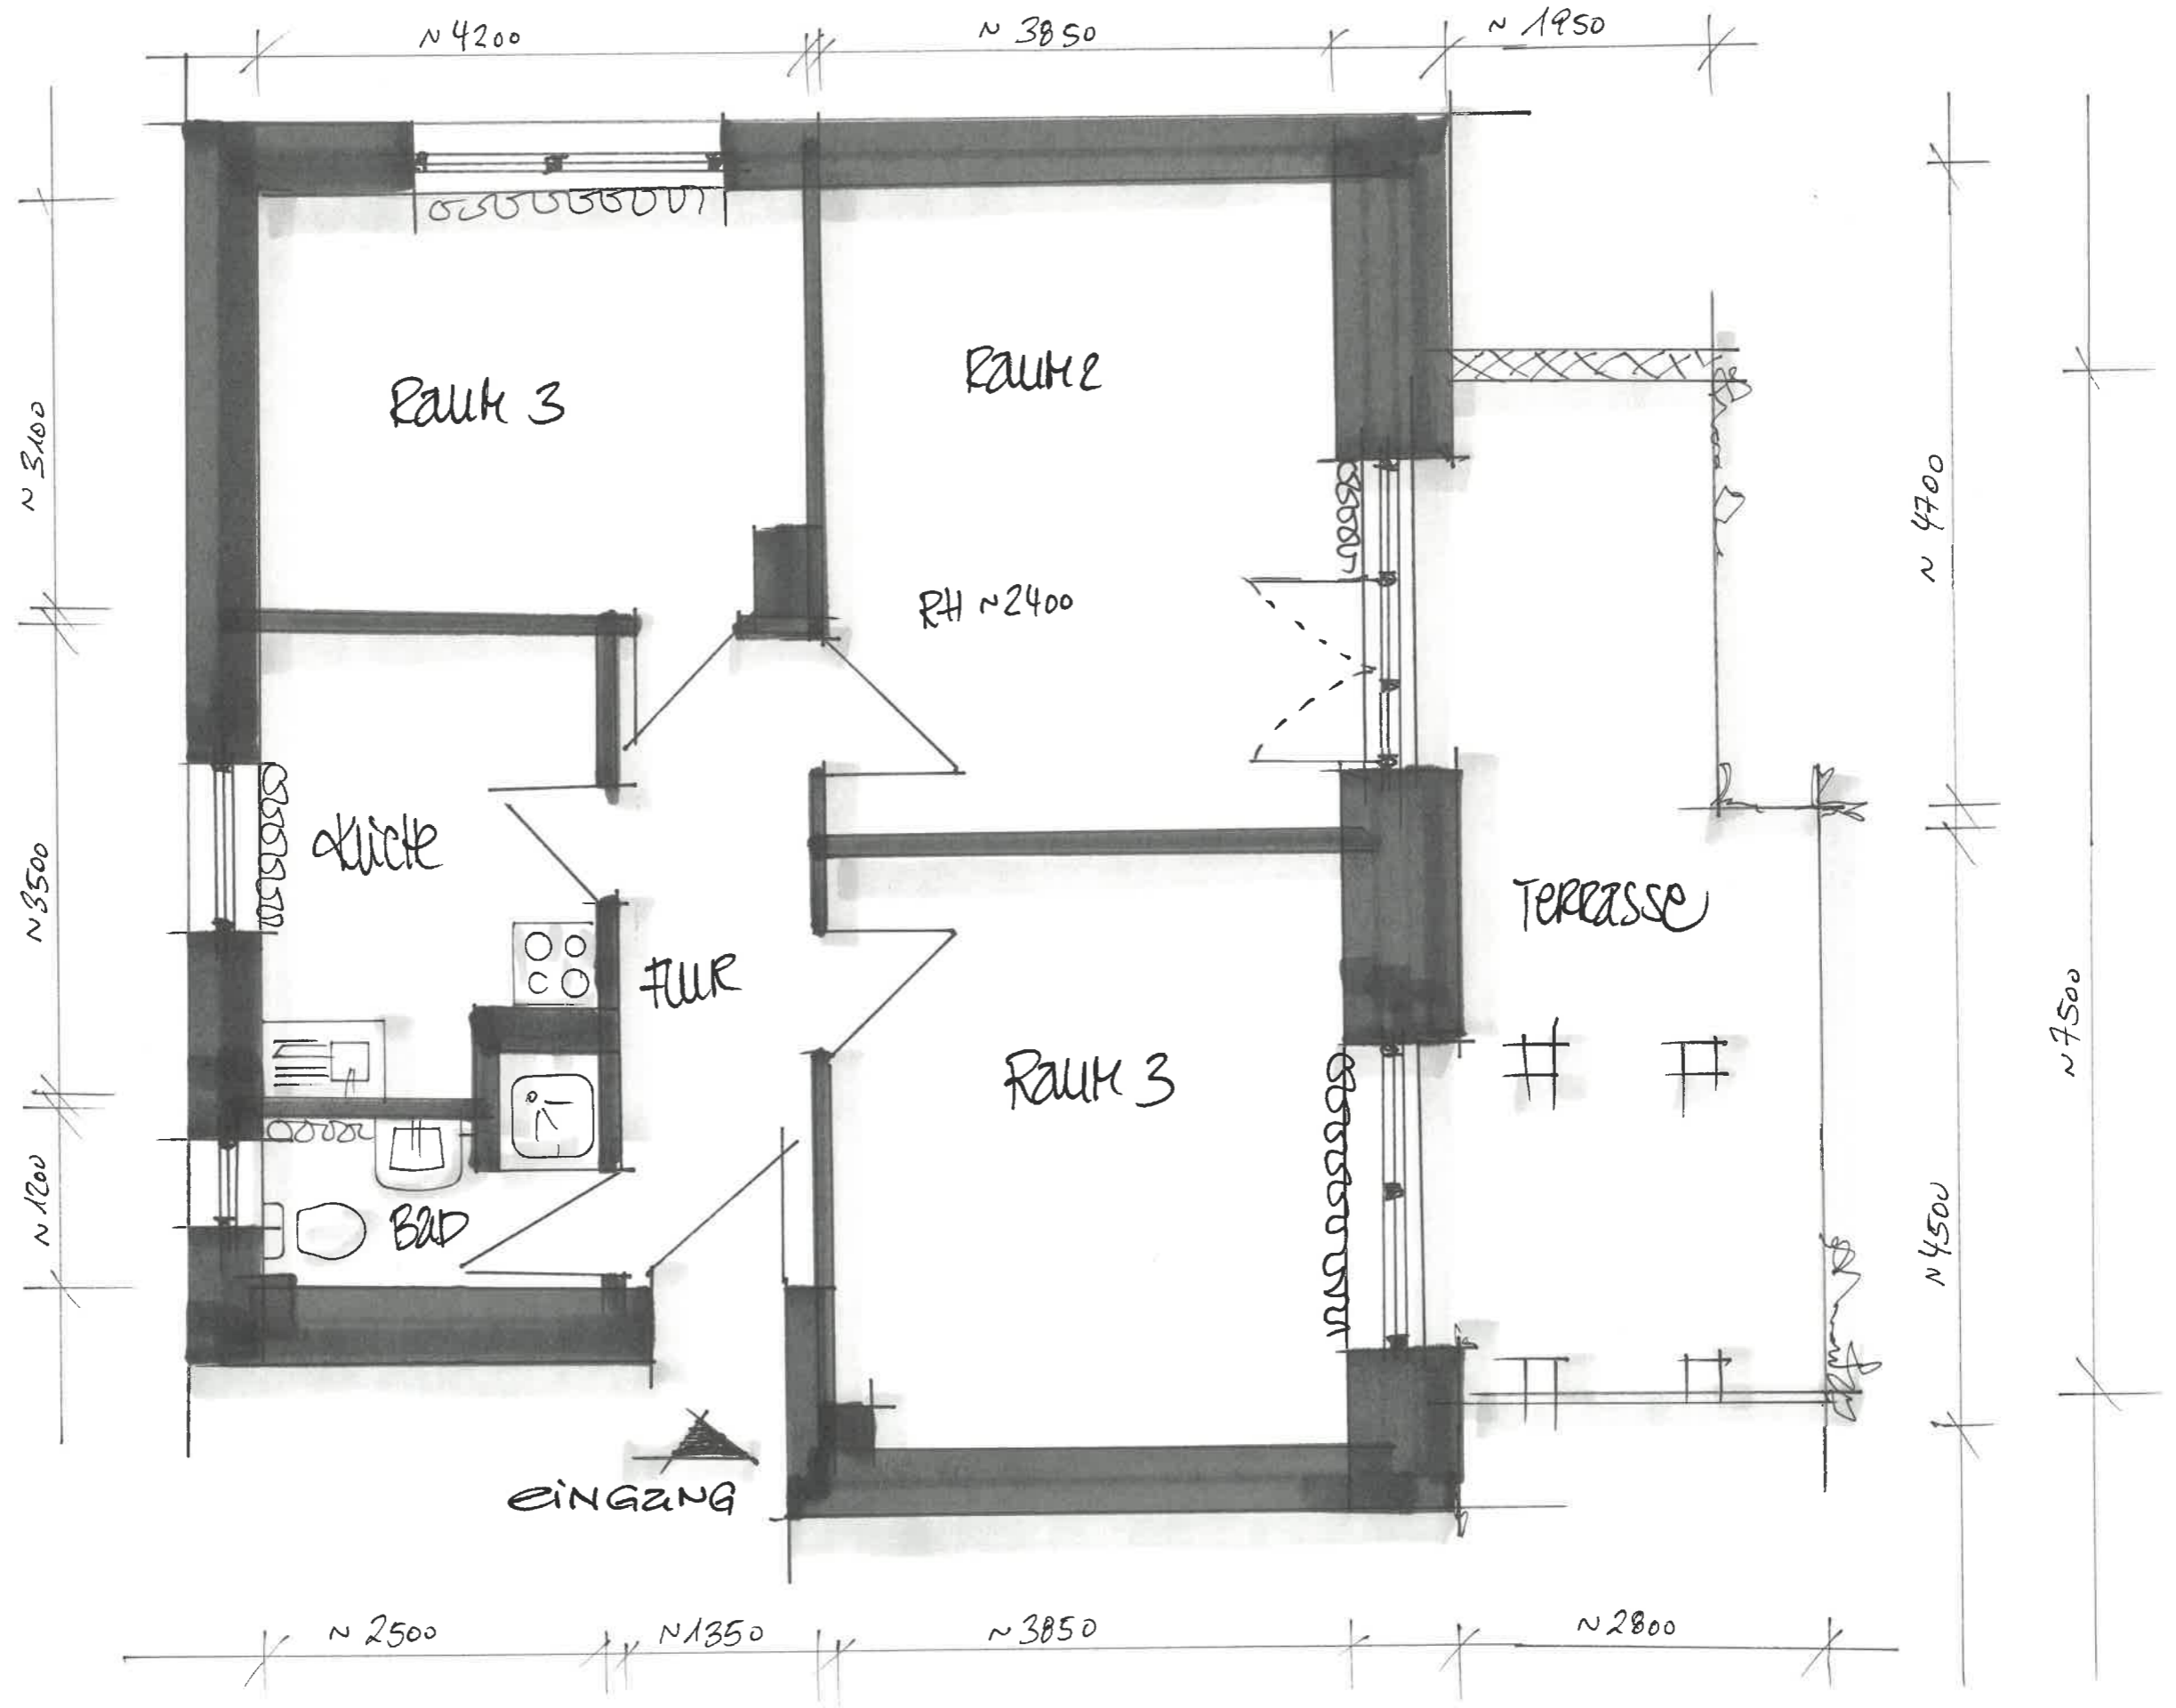 ~ 4200
~ 3850
~ 1950
Raum 3
Raum 2
~ 3100
~ 4700
RH ~2400
Küche
Terrasse
~3500
Flur
~7500
Raum 3
~1200
Bad
~4500
Eingang
~ 2500
~1350
~3850
~2800